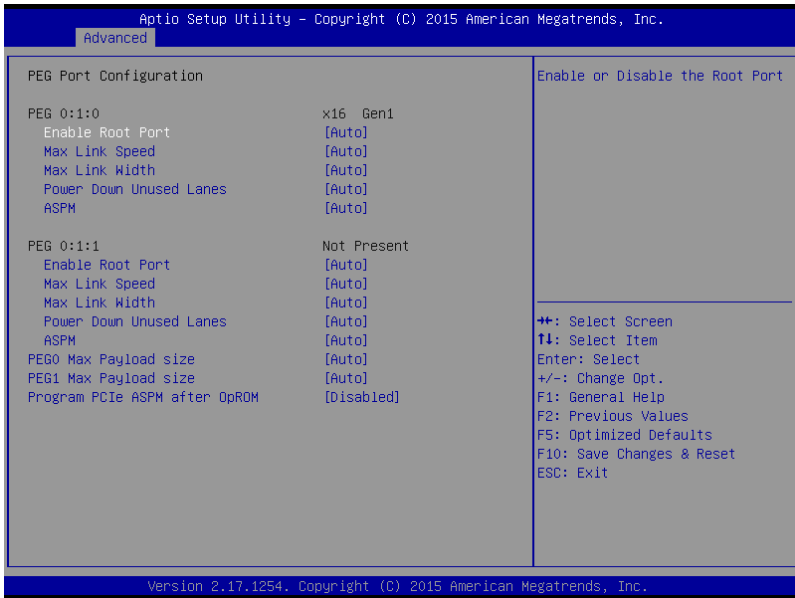 Aptio Setup Utility – Copyright (C) 2015 American Megatrends, Inc.
Advanced
PEG Port Configuration
PEG 0:1:0 x16 Gen1
Enable Root Port [Auto]
Max Link Speed [Auto]
Max Link Width [Auto]
Power Down Unused Lanes [Auto]
ASPM [Auto]
PEG 0:1:1 Not Present
Enable Root Port [Auto]
Max Link Speed [Auto]
Max Link Width [Auto]
Power Down Unused Lanes [Auto]
ASPM [Auto]
PEG0 Max Payload size [Auto]
PEG1 Max Payload size [Auto]
Program PCIe ASPM after OpROM [Disabled]
Enable or Disable the Root Port
→←: Select Screen
↑↓: Select Item
Enter: Select
+/-: Change Opt.
F1: General Help
F2: Previous Values
F5: Optimized Defaults
F10: Save Changes & Reset
ESC: Exit
Version 2.17.1254. Copyright (C) 2015 American Megatrends, Inc.